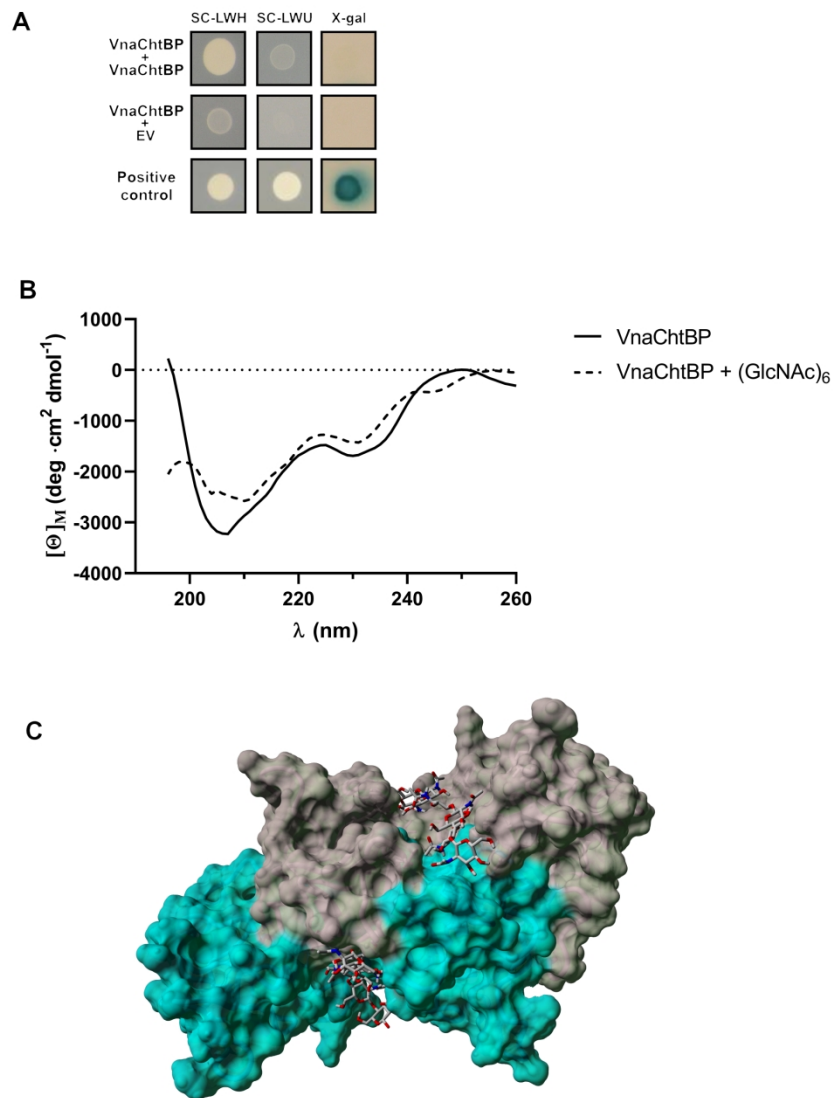 A
SC-LWH SC-LWU X-gal
VnaChtBP
+
VnaChtBP
VnaChtBP
+
EV
Positive
control
B
1000
0
-1000
-2000
-3000
-4000
[Θ]M (deg ·cm² dmol⁻¹)
200 220 240 260
λ (nm)
VnaChtBP
VnaChtBP + (GlcNAc)₆
C